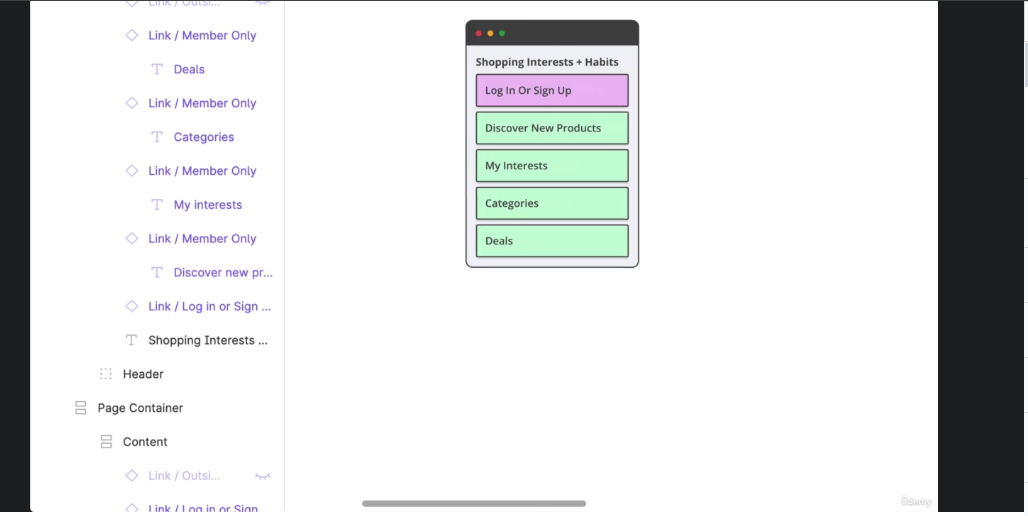 Link / Outsi...
Link / Member Only
Deals
Link / Member Only
Categories
Link / Member Only
My interests
Link / Member Only
Discover new pr...
Link / Log in or Sign ...
Shopping Interests ...
Header
Page Container
Content
Link / Outsi...
Link / Log in or Sign
Shopping Interests + Habits
Log In Or Sign Up
Discover New Products
My Interests
Categories
Deals
ûdemy